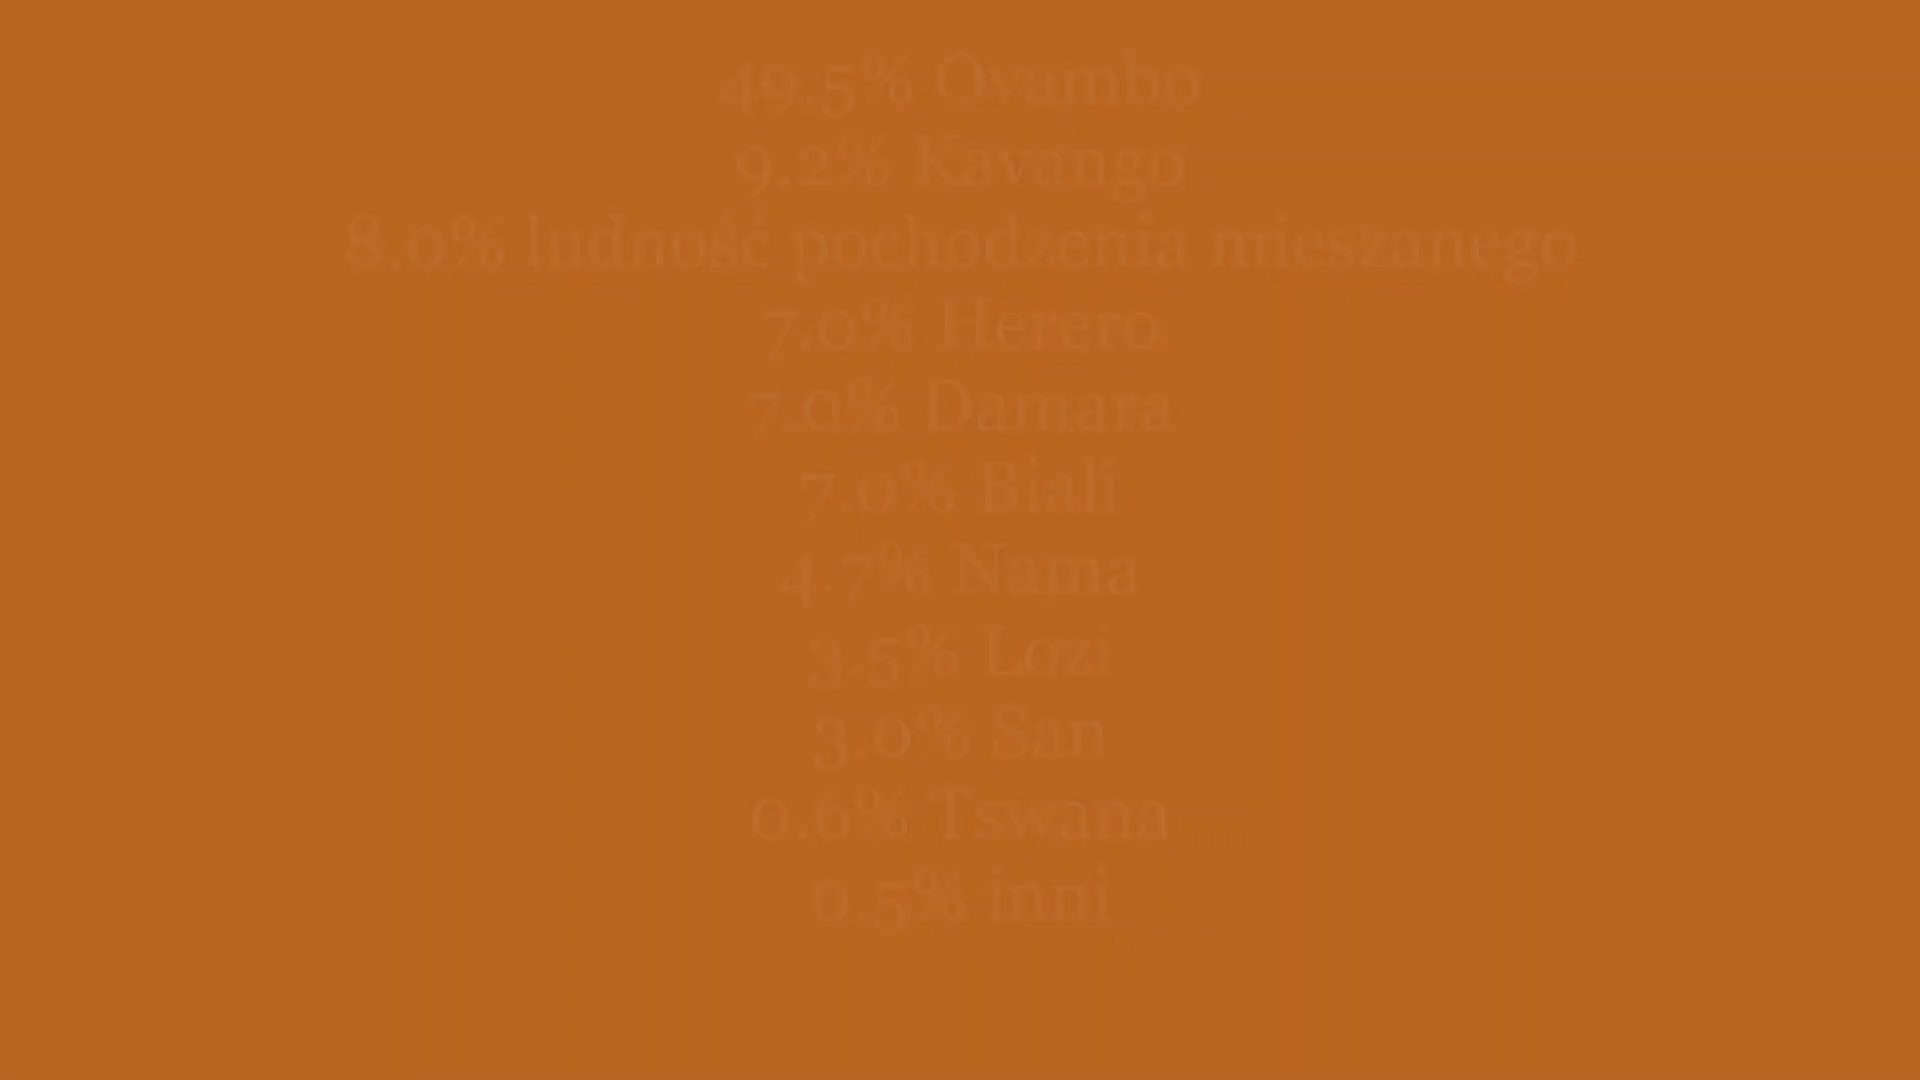 49.5% Ovambo
9.2% Kavango
8.0% ludność pochodzenia mieszanego
7.0% Herero
7.0% Damara
7.0% Biali
4.7% Nama
3.5% Lozi
3.0% San
0.6% Tswana
0.5% inni